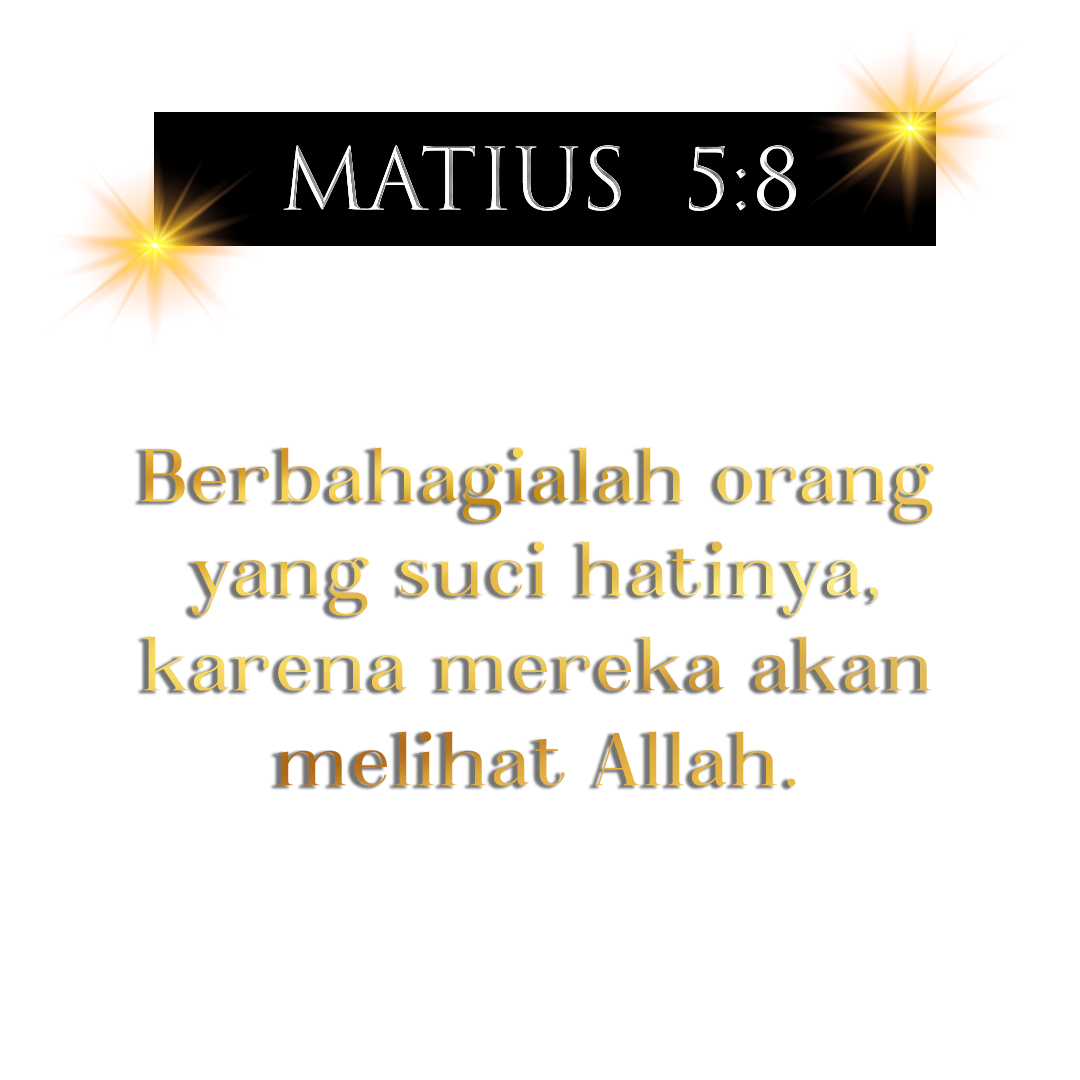 MATIUS 5:8
Berbahagialah orang
yang suci hatinya,
karena mereka akan
melihat Allah.